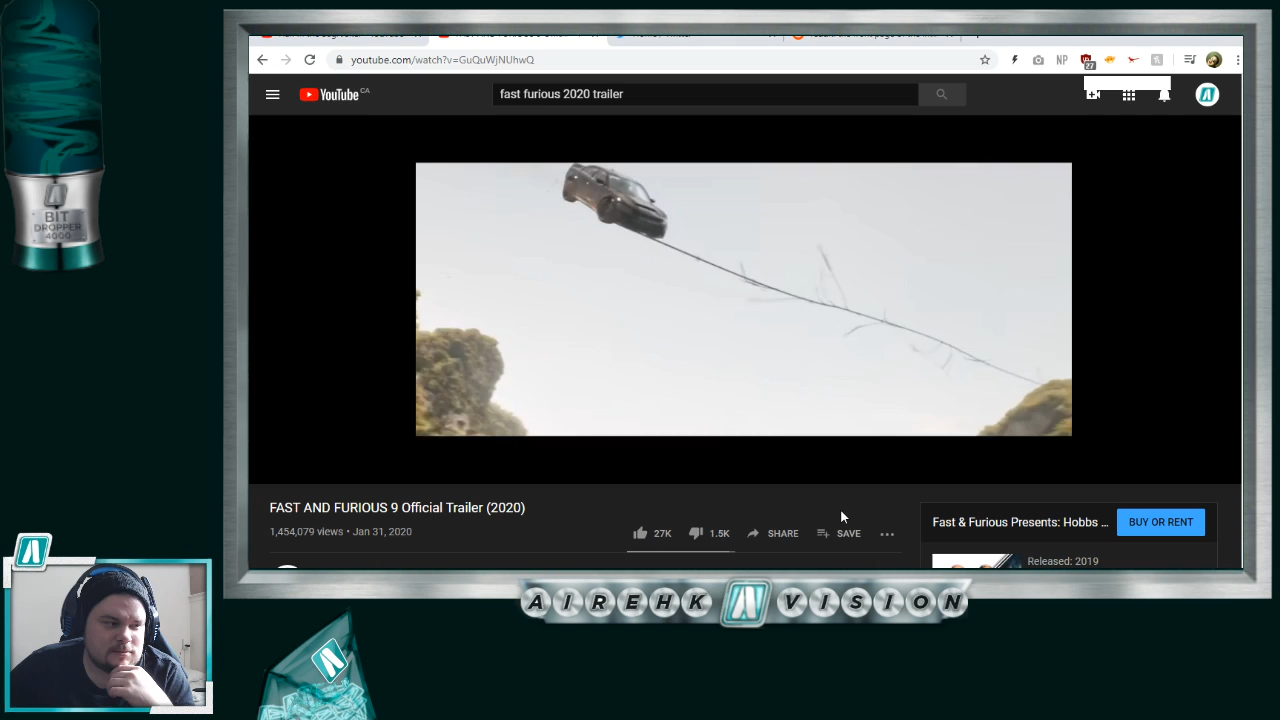 youtube.com/watch?v=GuQuWjNUhwQ
NP
27
YouTube CA
fast furious 2020 trailer
BIT
DROPPER
4000
FAST AND FURIOUS 9 Official Trailer (2020)
1,454,079 views • Jan 31, 2020
27K
1.5K
SHARE
SAVE
Fast & Furious Presents: Hobbs ...
BUY OR RENT
Released: 2019
AIREHK VISION